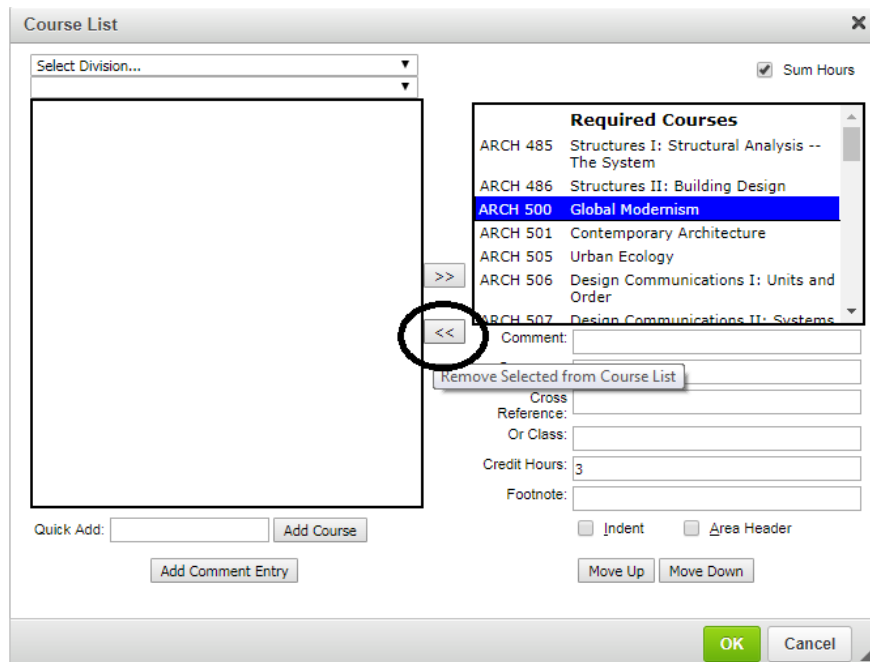 Course List
Select Division...
Sum Hours
Required Courses
ARCH 485 Structures I: Structural Analysis --
The System
ARCH 486 Structures II: Building Design
ARCH 500 Global Modernism
ARCH 501 Contemporary Architecture
ARCH 505 Urban Ecology
>>
ARCH 506 Design Communications I: Units and
Order
ARCH 507 Design Communications II: Systems
<<
Comment:
Remove Selected from Course List
Cross
Reference:
Or Class:
Credit Hours: 3
Footnote:
Quick Add: Add Course
Indent Area Header
Add Comment Entry
Move Up Move Down
OK Cancel